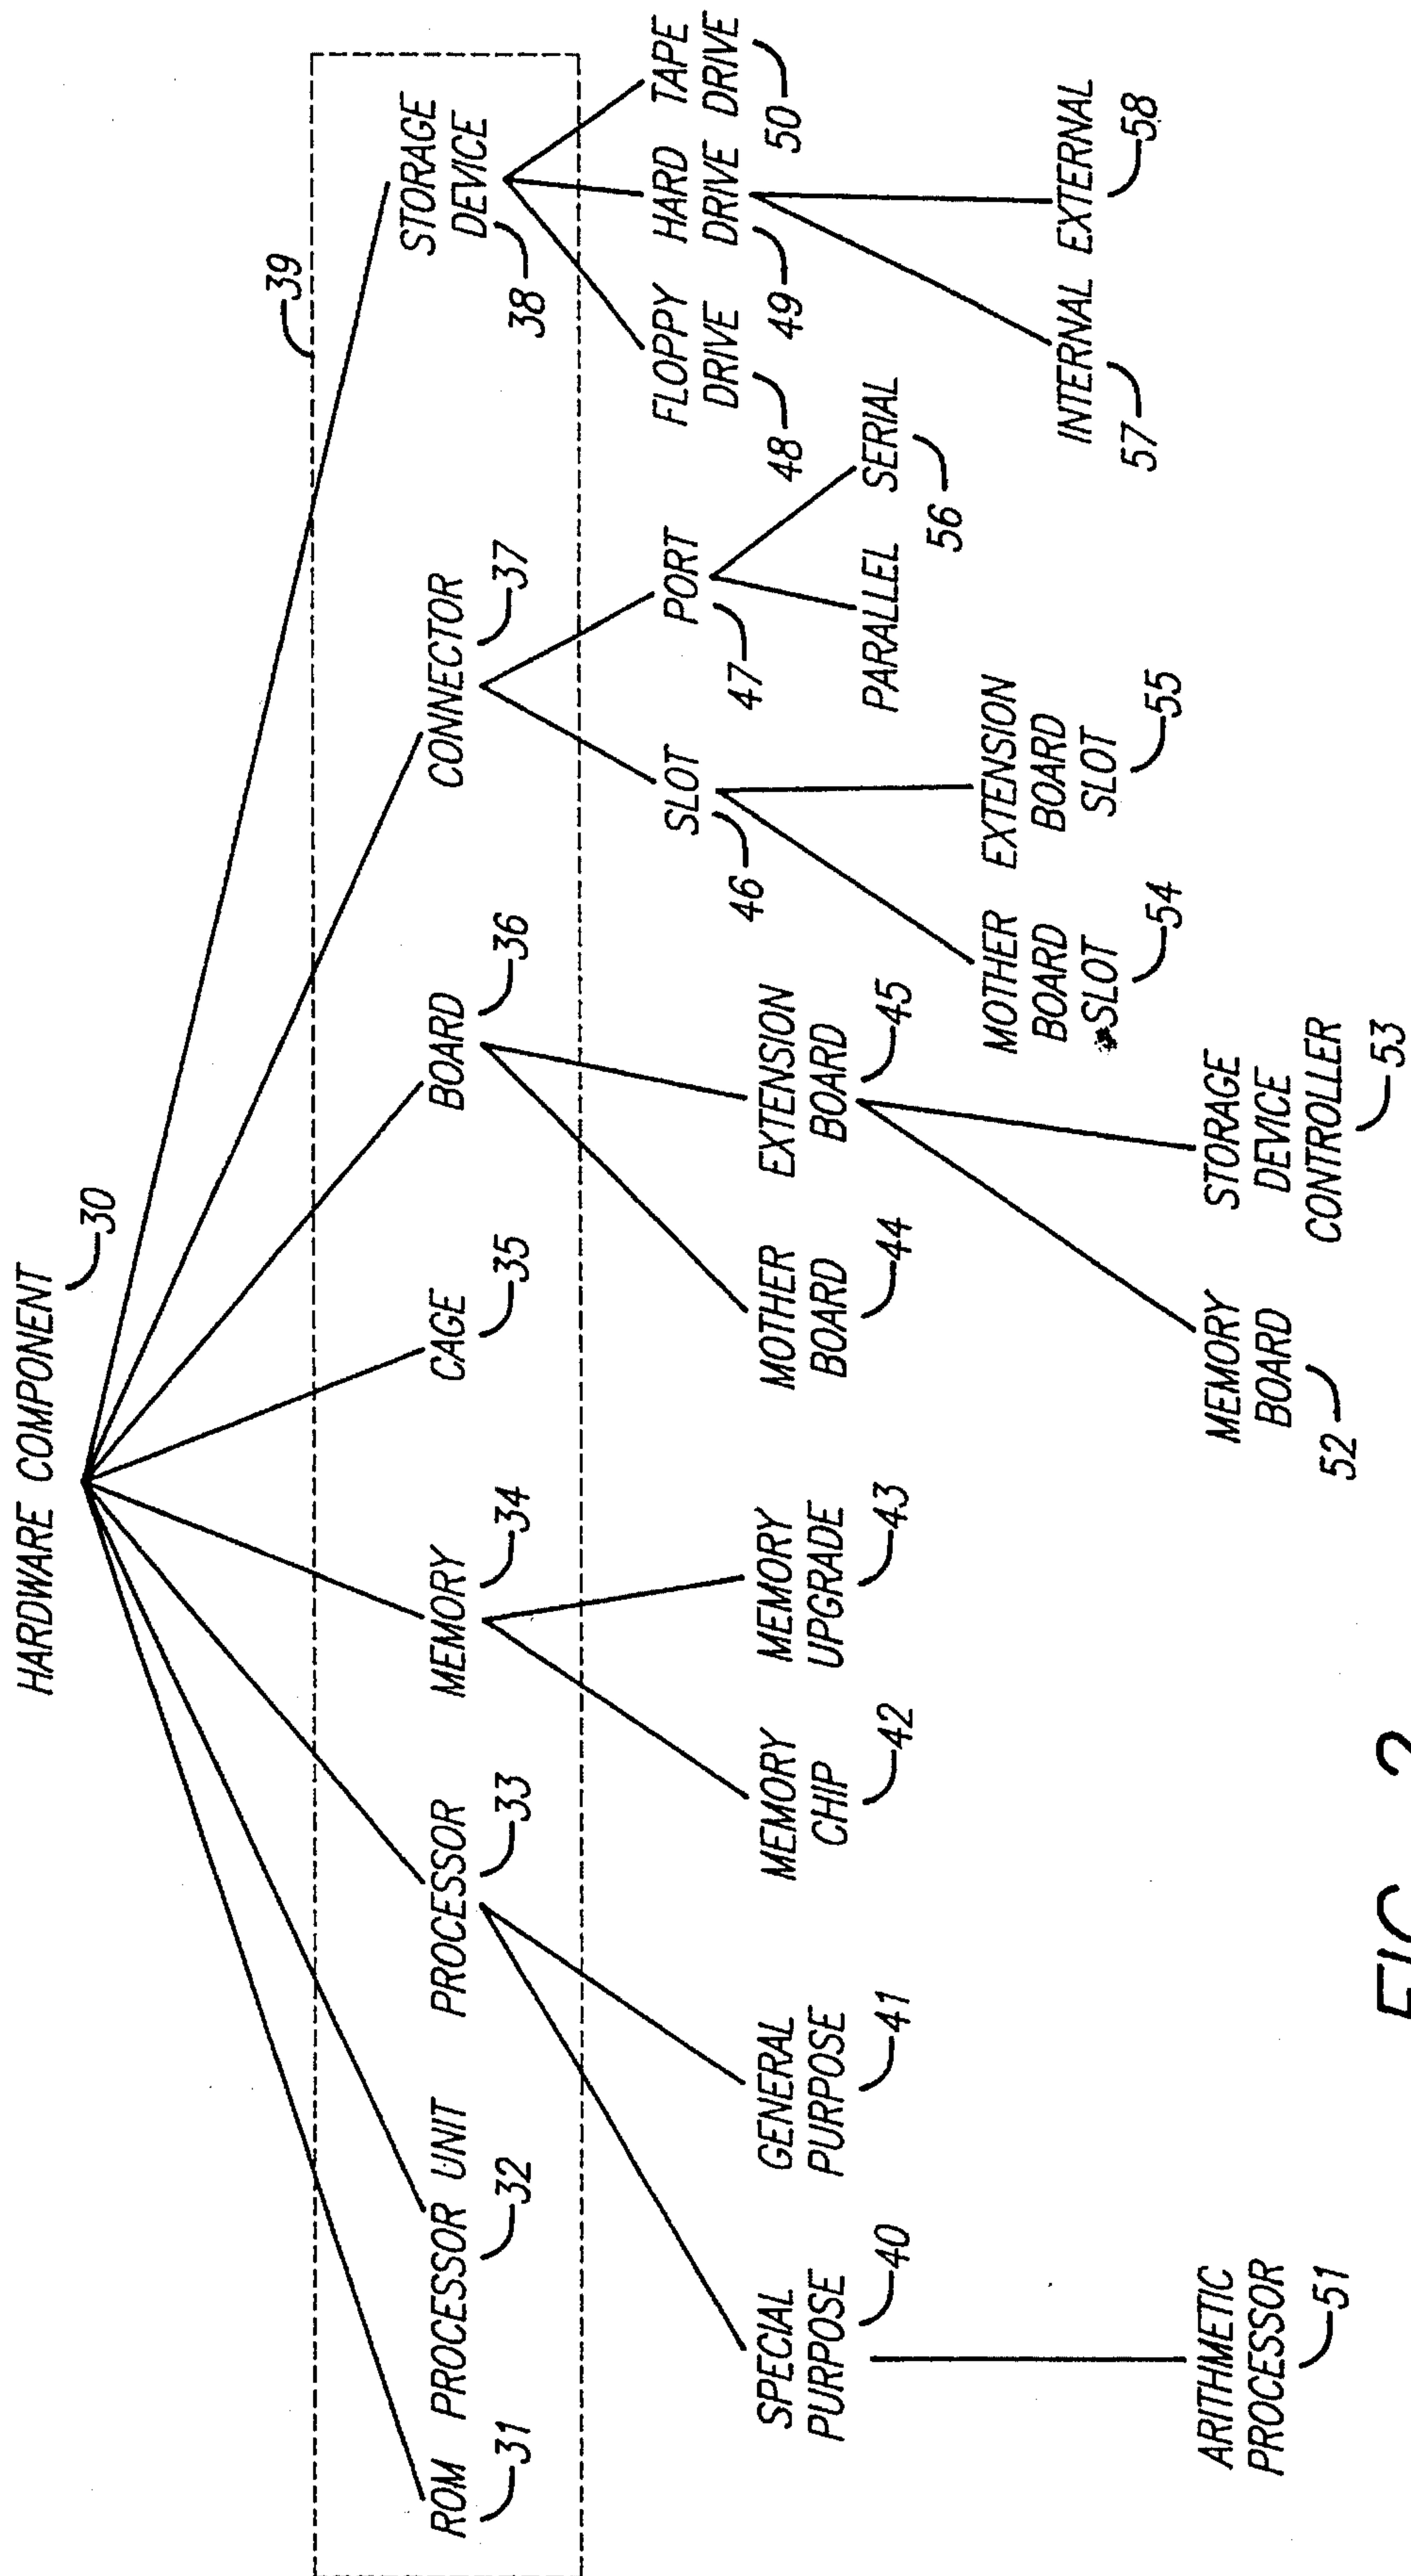 HARDWARE COMPONENT
30
39
ROM
31
PROCESSOR UNIT
32
PROCESSOR
33
MEMORY
34
CAGE
35
BOARD
36
CONNECTOR
37
STORAGE
DEVICE
38
SPECIAL
PURPOSE
40
GENERAL
PURPOSE
41
MEMORY
CHIP
42
MEMORY
UPGRADE
43
MOTHER
BOARD
44
EXTENSION
BOARD
45
SLOT
46
PORT
47
FLOPPY
DRIVE
48
HARD
DRIVE
49
TAPE
DRIVE
50
PARALLEL
SERIAL
56
ARITHMETIC
PROCESSOR
51
MEMORY
BOARD
52
STORAGE
DEVICE
CONTROLLER
53
MOTHER
BOARD
SLOT
54
EXTENSION
BOARD
SLOT
55
INTERNAL
57
EXTERNAL
58